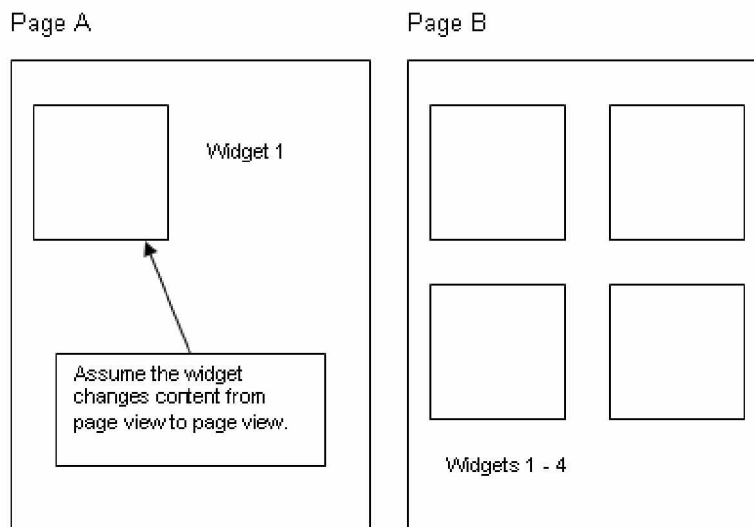 Page A
Page B
Widget 1
Assume the widget
changes content from
page view to page view.
Widgets 1 - 4